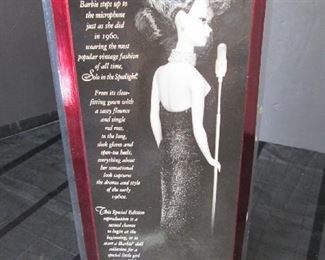 Barbie steps up to
the microphone
just as she did
in 1960,
wearing the most
popular vintage fashion
of all time,
Solo in the Spotlight!
From its close-
fitting gown with
a saucy flounce
and single
red rose,
to the long,
sleek gloves and
open-toe heels,
everything about
her sensational
look captures
the drama and style
of the early
1960s.
This Special Edition
reproduction is a
second chance
to begin at the
beginning, or to
start a Barbie® doll
collection for a
special little girl